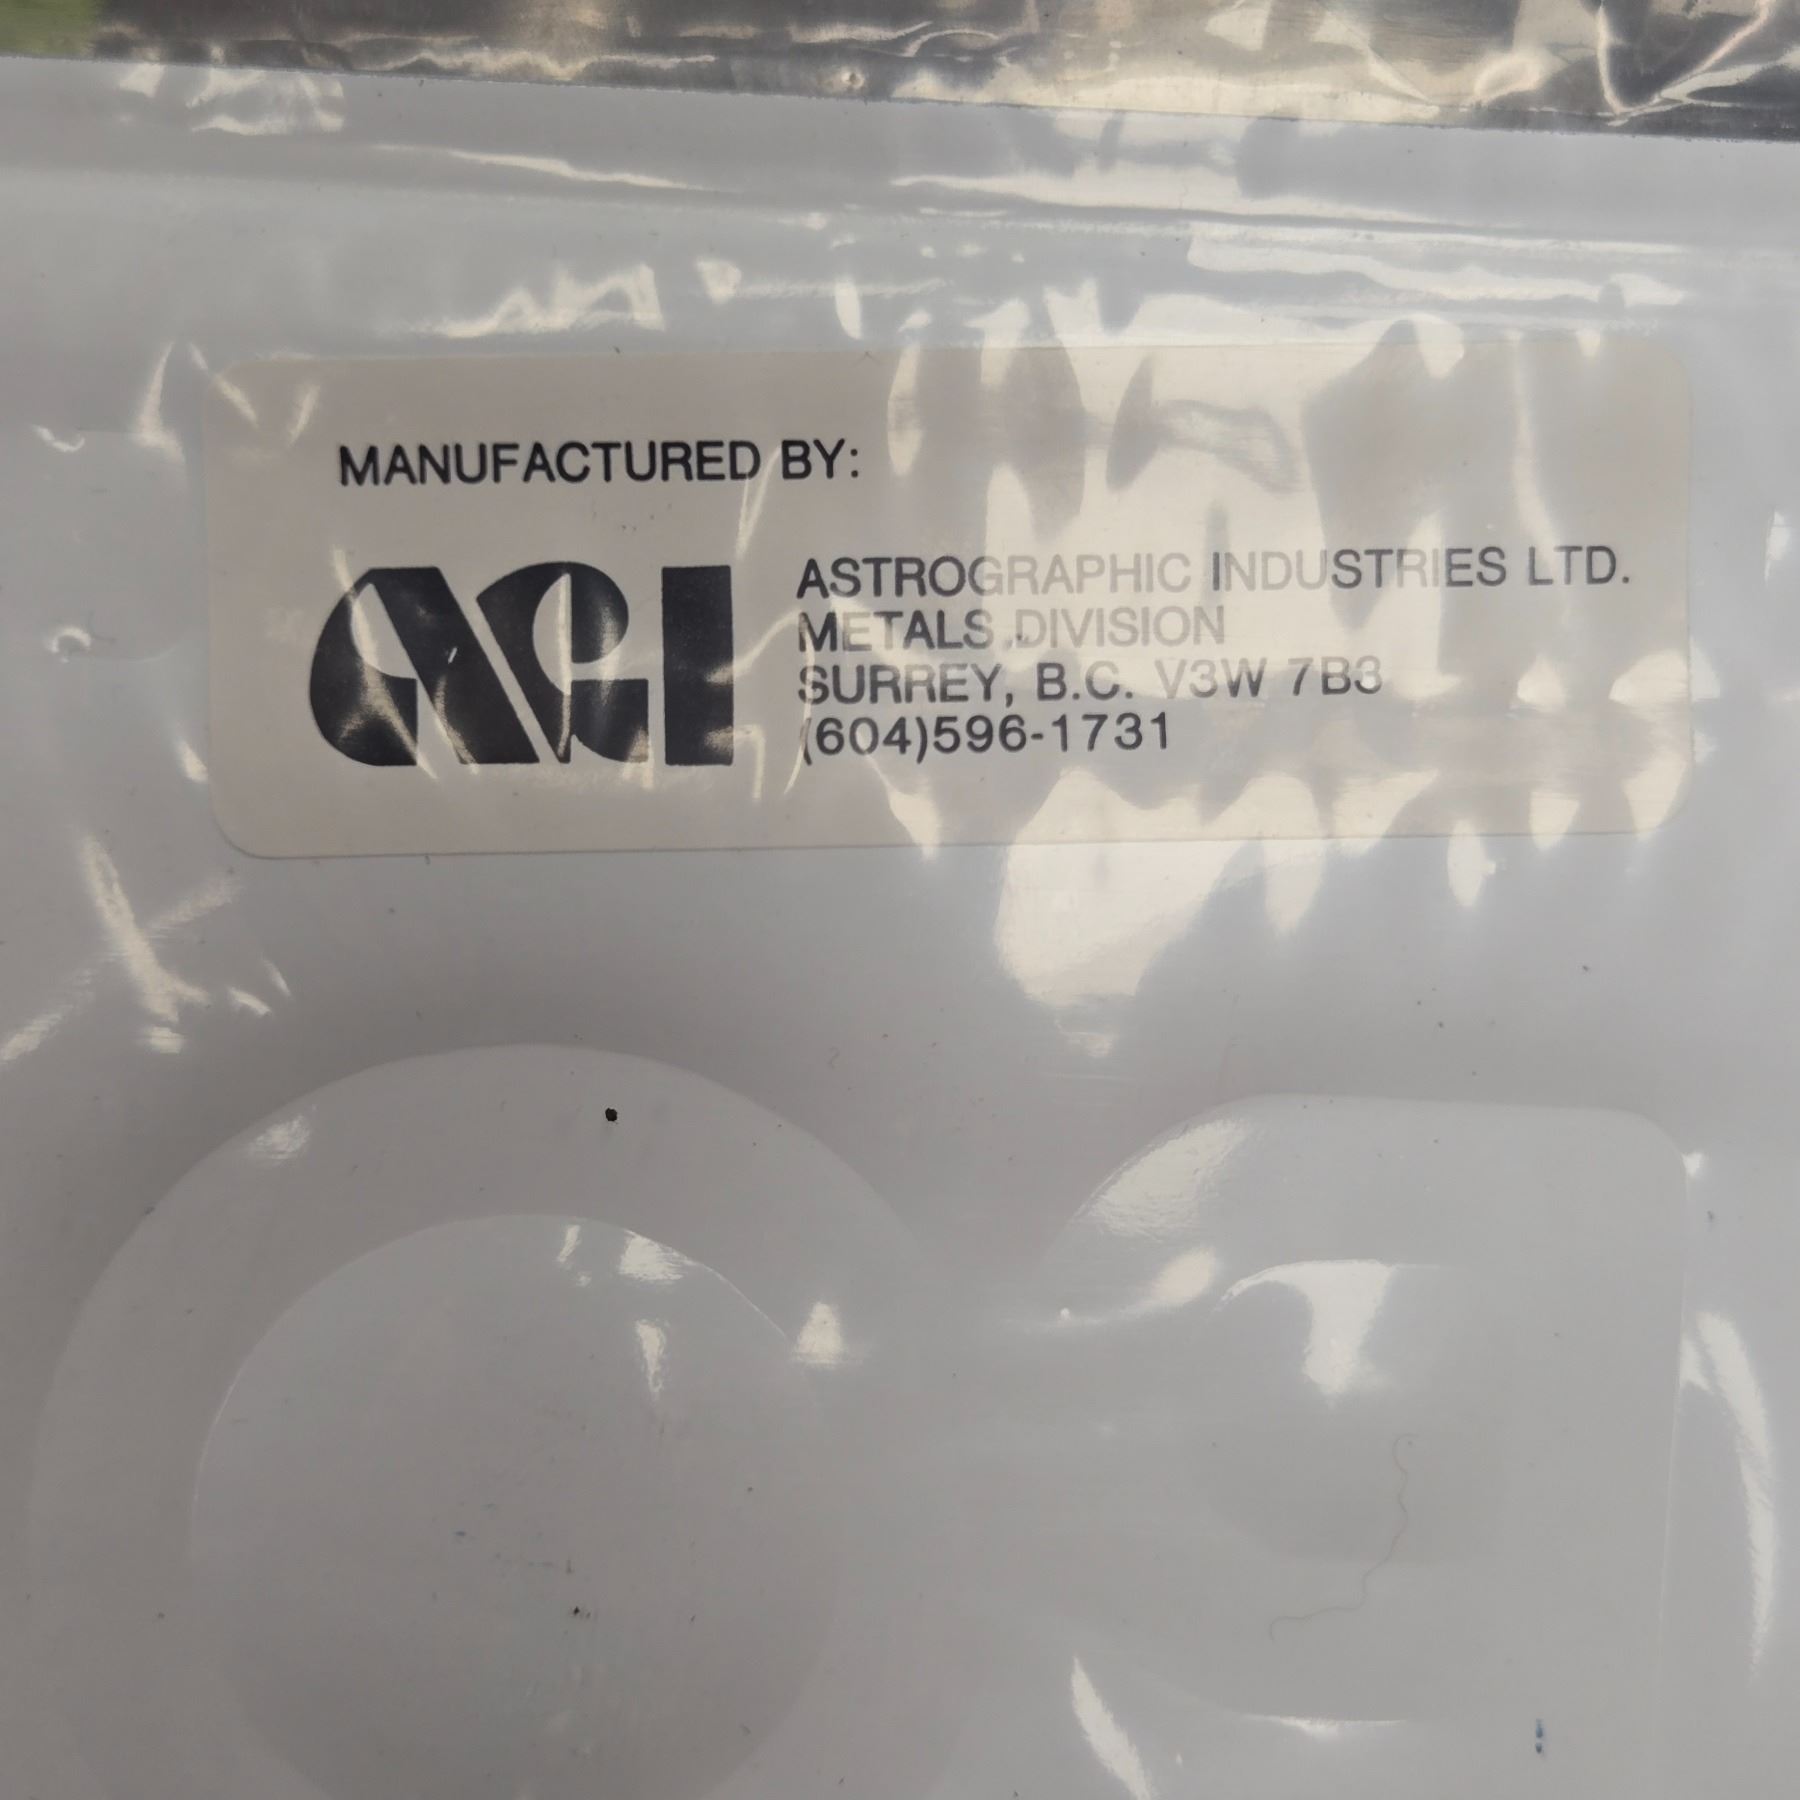 MANUFACTURED BY:
AGI
ASTROGRAPHIC INDUSTRIES LTD.
METALS DIVISION
SURREY, B.C. V3W 7B3
(604)596-1731